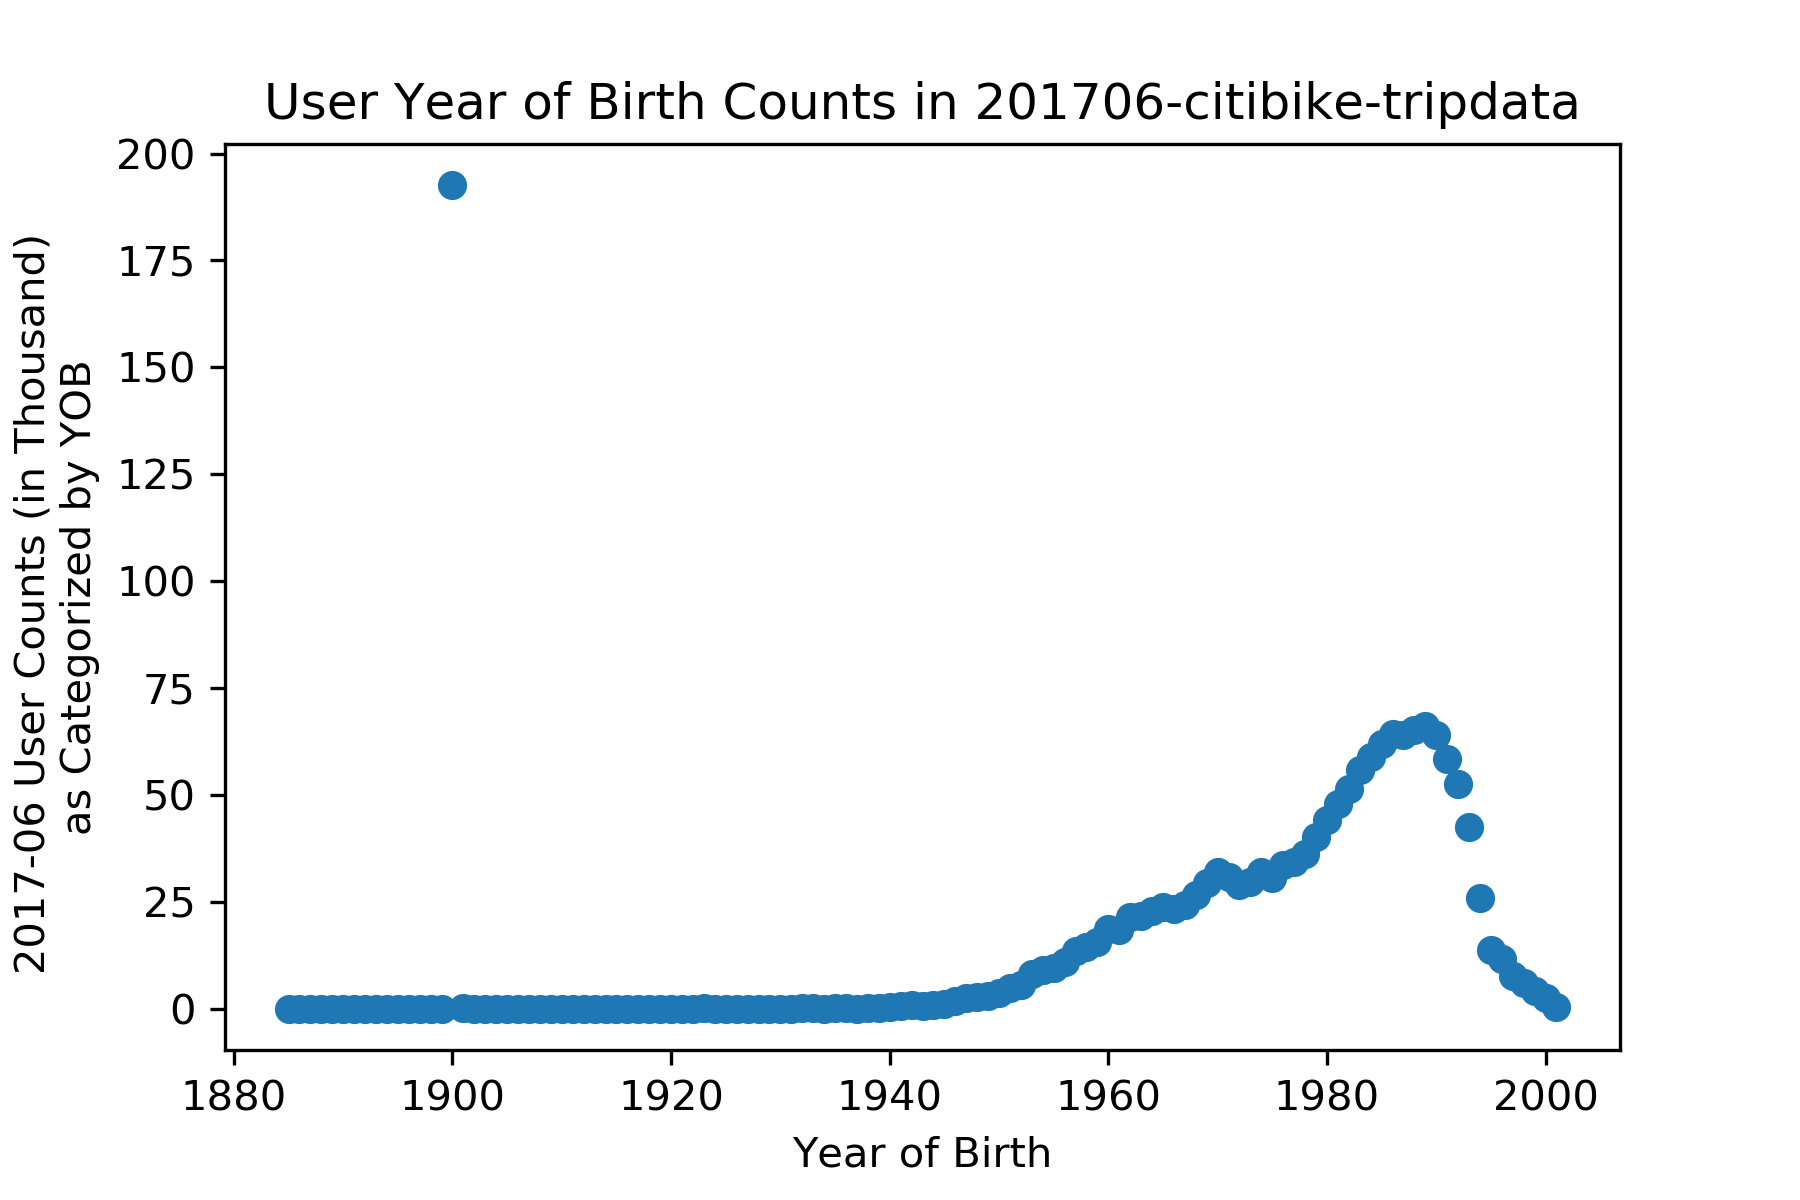 User Year of Birth Counts in 201706-citibike-tripdata
2017-06 User Counts (in Thousand)
as Categorized by YOB
200
175
150
125
100
75
50
25
0
1880 1900 1920 1940 1960 1980 2000
Year of Birth